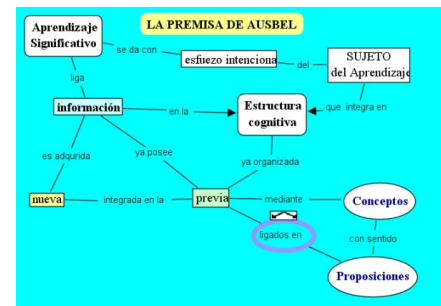 LA PREMISA DE AUSBEL
Aprendizaje
Significativo
se da con
esfuezo intenciona
del
SUJETO
del Aprendizaje
liga
información
en la
Estructura
cognitiva
que integra en
es adqurida
ya posee
ya organizada
nueva
integrada en la
previa
mediante
Conceptos
ligados en
con sentido
Proposiciones